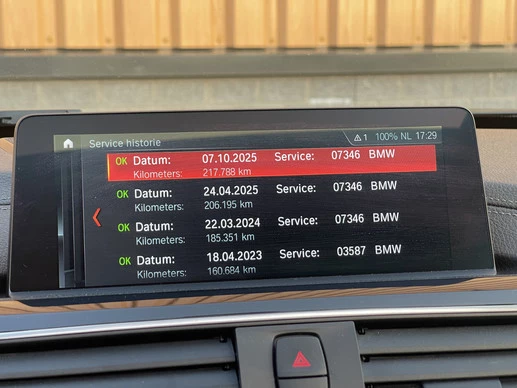 Service historie 1 100% NL 17:29
OK Datum: 07.10.2025 Service: 07346 BMW
Kilometers: 217.788 km
OK Datum: 24.04.2025 Service: 07346 BMW
Kilometers: 206.195 km
OK Datum: 22.03.2024 Service: 07346 BMW
Kilometers: 185.351 km
OK Datum: 18.04.2023 Service: 03587 BMW
Kilometers: 160.684 km